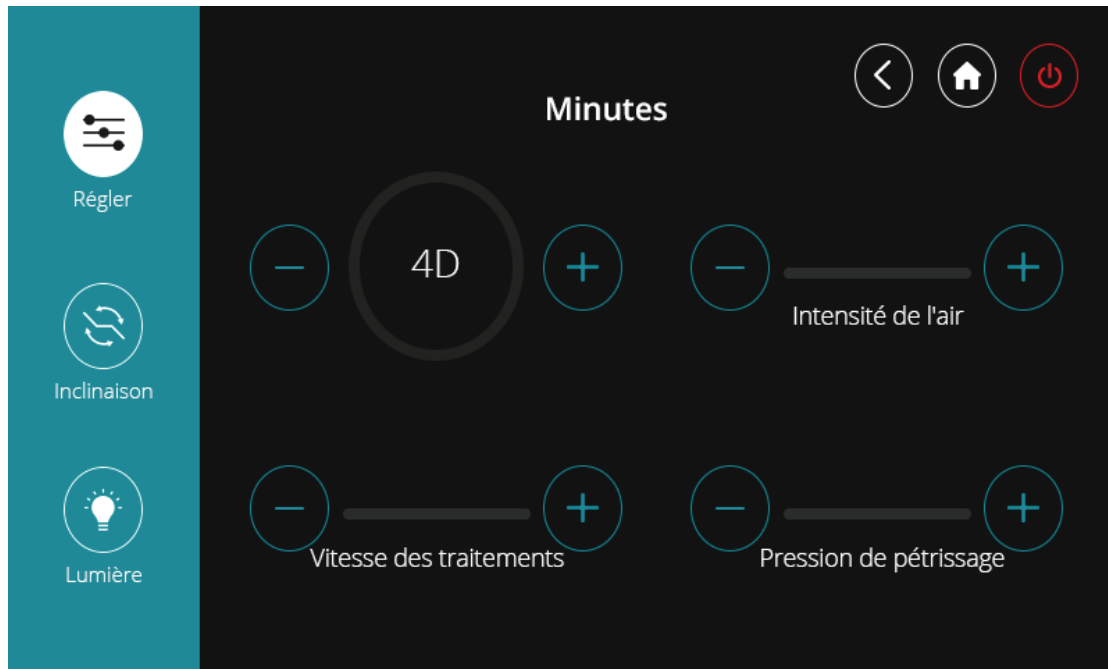 Minutes
Régler
4D
Intensité de l'air
Inclinaison
Vitesse des traitements
Pression de pétrissage
Lumière